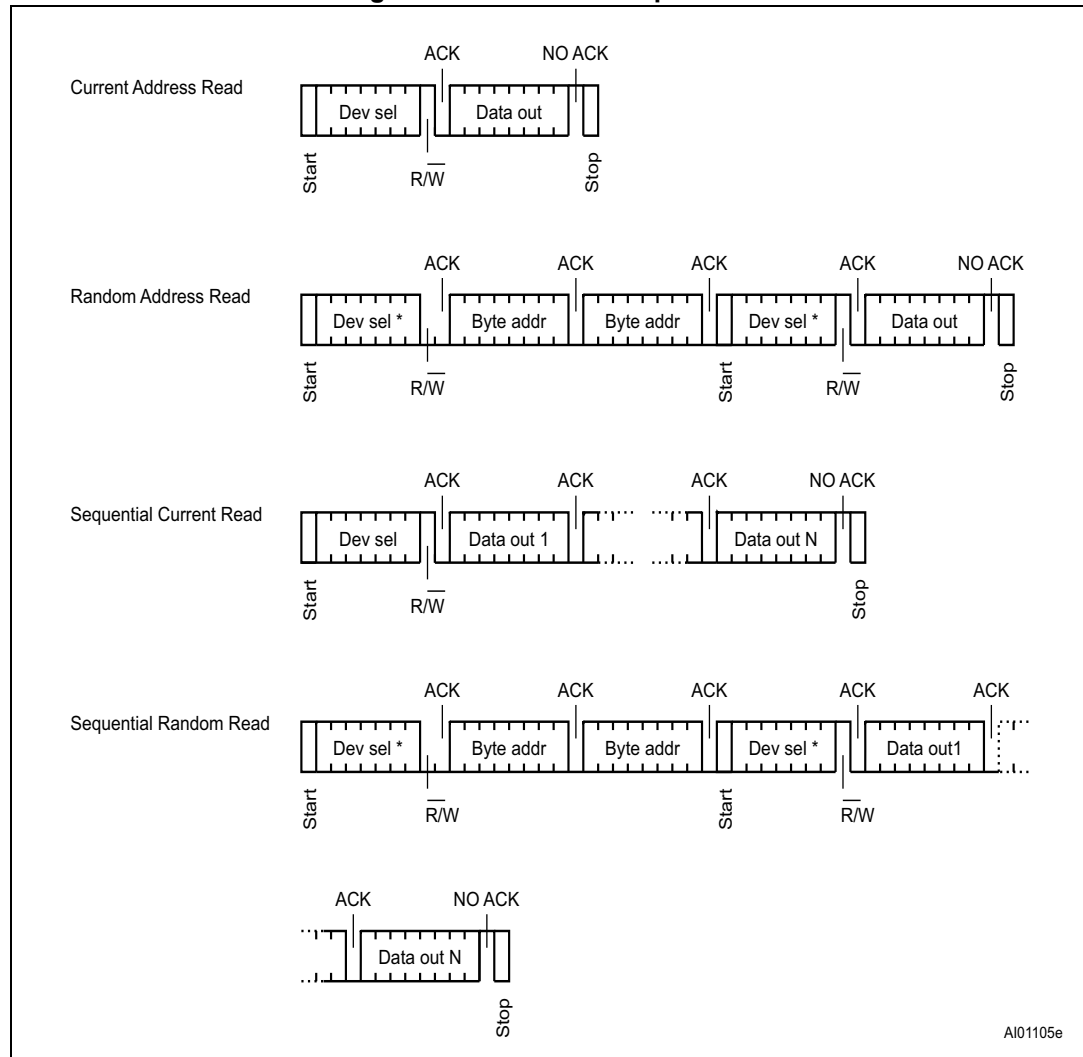 ACK NO ACK
Current Address Read
Dev sel Data out
Start R/W̅ Stop
ACK ACK ACK ACK NO ACK
Random Address Read
Dev sel * Byte addr Byte addr Dev sel * Data out
Start R/W̅ Start R/W̅ Stop
ACK ACK ACK NO ACK
Sequential Current Read
Dev sel Data out 1 Data out N
Start R/W̅ Stop
ACK ACK ACK ACK ACK
Sequential Random Read
Dev sel * Byte addr Byte addr Dev sel * Data out1
Start R̅/W Start R̅/W
ACK NO ACK
Data out N
Stop
AI01105e